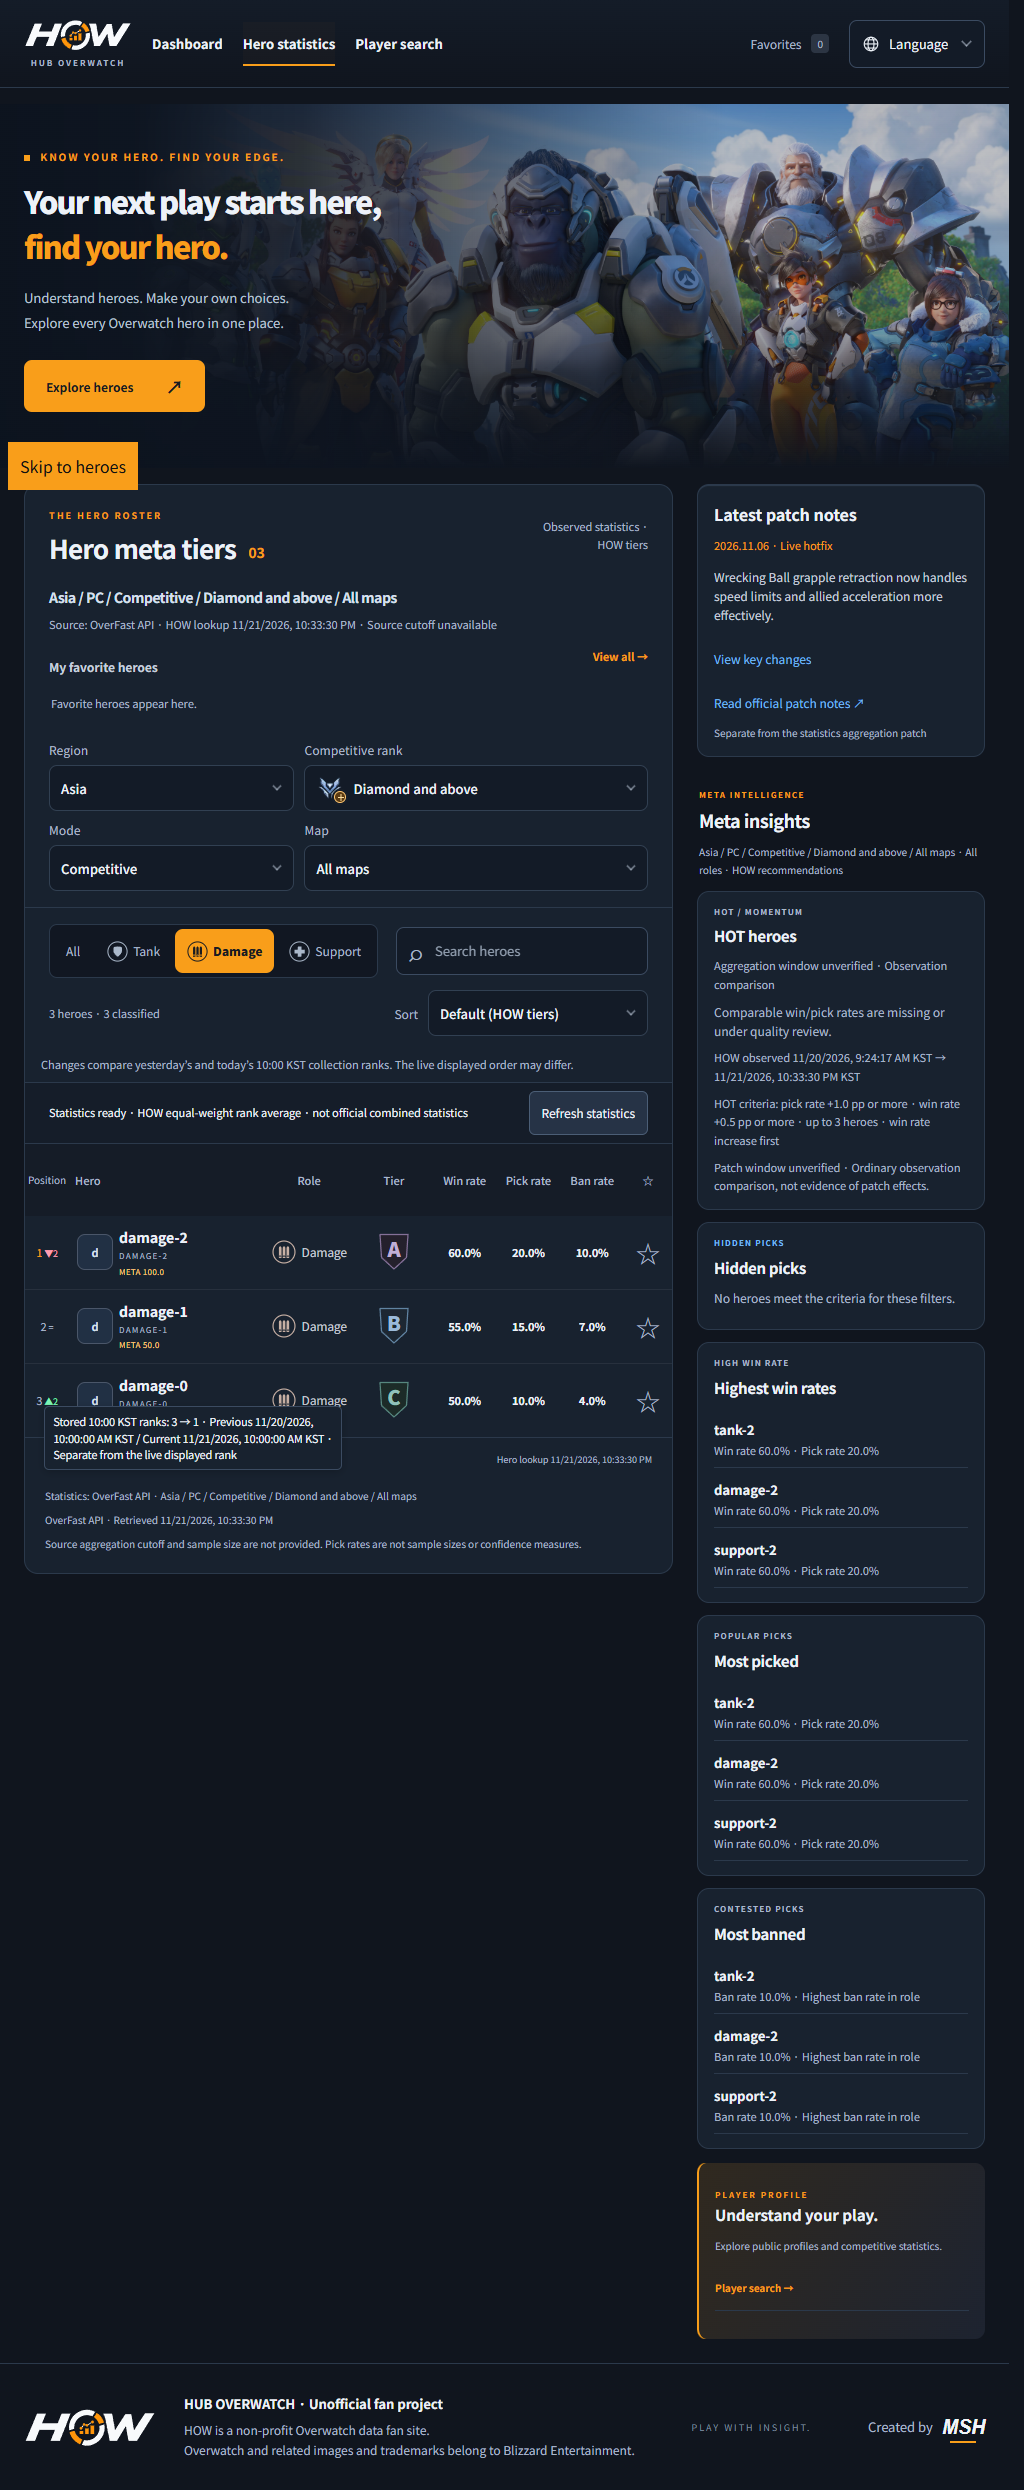 HOW
HUB OVERWATCH
Dashboard
Hero statistics
Player search
Favorites 0
Language
KNOW YOUR HERO. FIND YOUR EDGE.
Your next play starts here,
find your hero.
Understand heroes. Make your own choices.
Explore every Overwatch hero in one place.
Explore heroes ↗
Skip to heroes
THE HERO ROSTER
Hero meta tiers 03
Observed statistics ·
HOW tiers
Asia / PC / Competitive / Diamond and above / All maps
Source: OverFast API · HOW lookup 11/21/2026, 10:33:30 PM · Source cutoff unavailable
My favorite heroes
View all →
Favorite heroes appear here.
Region
Competitive rank
Asia
Diamond and above
Mode
Map
Competitive
All maps
All
Tank
Damage
Support
Search heroes
3 heroes · 3 classified
Sort
Default (HOW tiers)
Changes compare yesterday's and today's 10:00 KST collection ranks. The live displayed order may differ.
Statistics ready · HOW equal-weight rank average · not official combined statistics
Refresh statistics
Position Hero Role Tier Win rate Pick rate Ban rate ☆
1 ▼2 d damage-2 Damage A 60.0% 20.0% 10.0% ☆
DAMAGE-2
META 100.0
2 = d damage-1 Damage B 55.0% 15.0% 7.0% ☆
DAMAGE-1
META 50.0
3 ▲2 d damage-0 Damage C 50.0% 10.0% 4.0% ☆
DAMAGE-0
Stored 10:00 KST ranks: 3 → 1 · Previous 11/20/2026,
10:00:00 AM KST / Current 11/21/2026, 10:00:00 AM KST ·
Separate from the live displayed rank
Hero lookup 11/21/2026, 10:33:30 PM
Statistics: OverFast API · Asia / PC / Competitive / Diamond and above / All maps
OverFast API · Retrieved 11/21/2026, 10:33:30 PM
Source aggregation cutoff and sample size are not provided. Pick rates are not sample sizes or confidence measures.
Latest patch notes
2026.11.06 · Live hotfix
Wrecking Ball grapple retraction now handles
speed limits and allied acceleration more
effectively.
View key changes
Read official patch notes ↗
Separate from the statistics aggregation patch
META INTELLIGENCE
Meta insights
Asia / PC / Competitive / Diamond and above / All maps · All
roles · HOW recommendations
HOT / MOMENTUM
HOT heroes
Aggregation window unverified · Observation
comparison
Comparable win/pick rates are missing or
under quality review.
HOW observed 11/20/2026, 9:24:17 AM KST →
11/21/2026, 10:33:30 PM KST
HOT criteria: pick rate +1.0 pp or more · win rate
+0.5 pp or more · up to 3 heroes · win rate
increase first
Patch window unverified · Ordinary observation
comparison, not evidence of patch effects.
HIDDEN PICKS
Hidden picks
No heroes meet the criteria for these filters.
HIGH WIN RATE
Highest win rates
tank-2
Win rate 60.0% · Pick rate 20.0%
damage-2
Win rate 60.0% · Pick rate 20.0%
support-2
Win rate 60.0% · Pick rate 20.0%
POPULAR PICKS
Most picked
tank-2
Win rate 60.0% · Pick rate 20.0%
damage-2
Win rate 60.0% · Pick rate 20.0%
support-2
Win rate 60.0% · Pick rate 20.0%
CONTESTED PICKS
Most banned
tank-2
Ban rate 10.0% · Highest ban rate in role
damage-2
Ban rate 10.0% · Highest ban rate in role
support-2
Ban rate 10.0% · Highest ban rate in role
PLAYER PROFILE
Understand your play.
Explore public profiles and competitive statistics.
Player search →
HOW
HUB OVERWATCH · Unofficial fan project
HOW is a non-profit Overwatch data fan site.
Overwatch and related images and trademarks belong to Blizzard Entertainment.
PLAY WITH INSIGHT.
Created by MSH